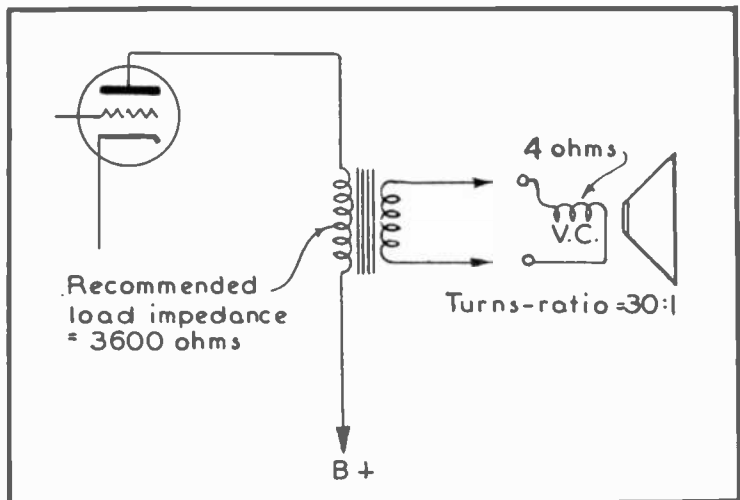 4 ohms
V.C.
Recommended
load impedance
= 3600 ohms
Turns-ratio =30:1
B +